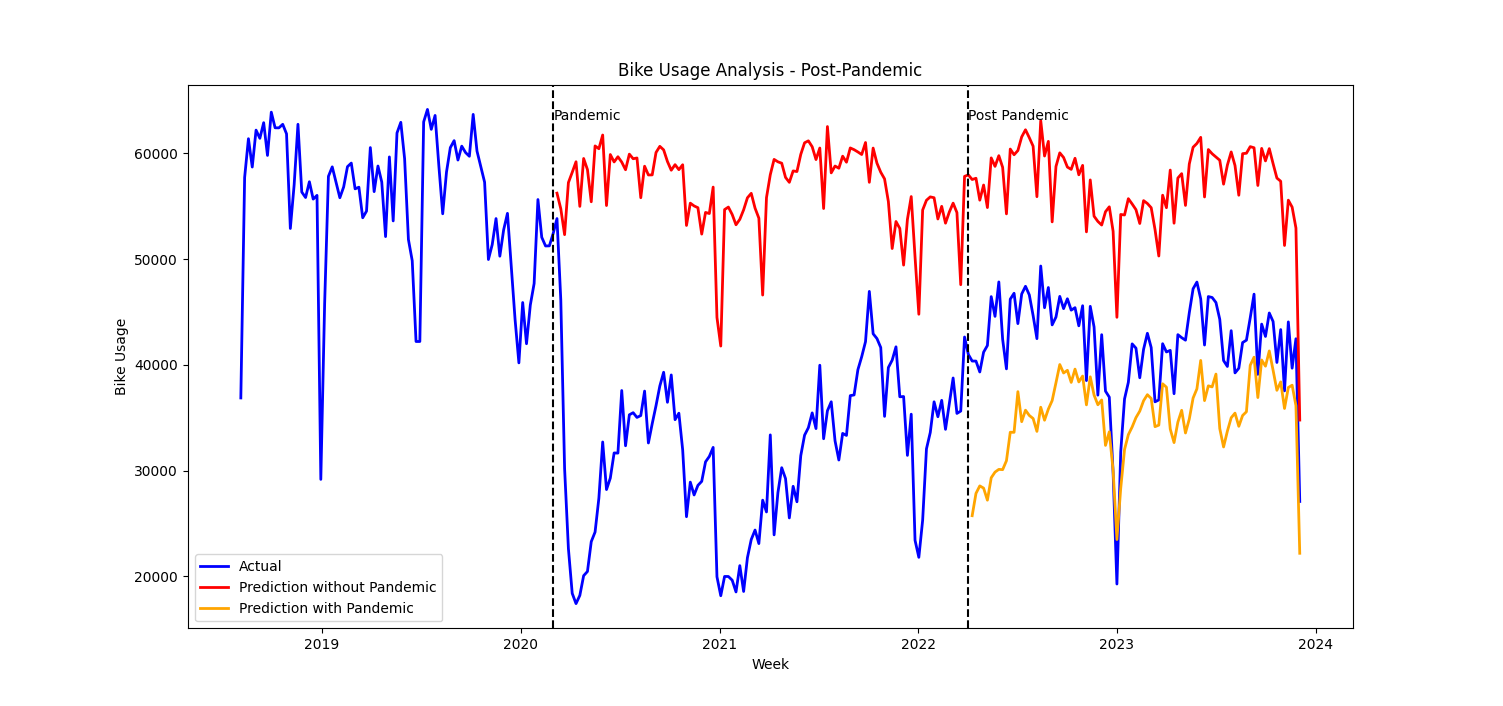 Bike Usage Analysis - Post-Pandemic
Pandemic
Post Pandemic
60000
50000
40000
30000
20000
Bike Usage
Actual
Prediction without Pandemic
Prediction with Pandemic
2019
2020
2021
2022
2023
2024
Week